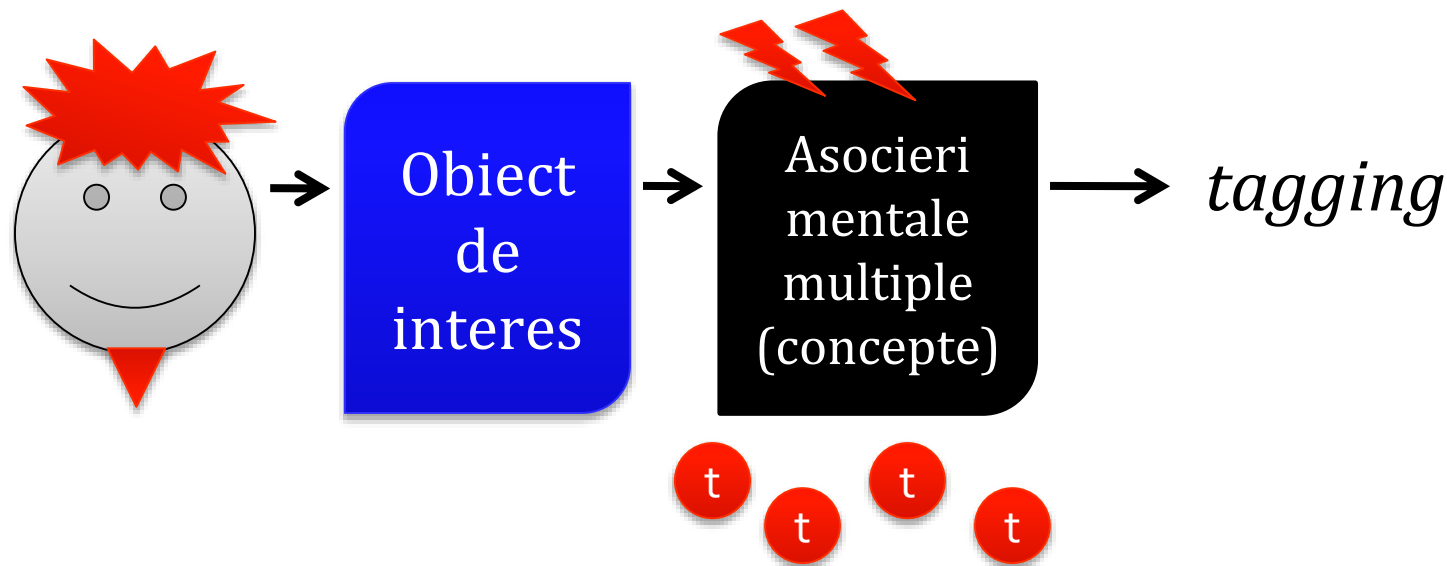 Obiect
de
interes
Asocieri
mentale
multiple
(concepte)
tagging
t
t
t
t